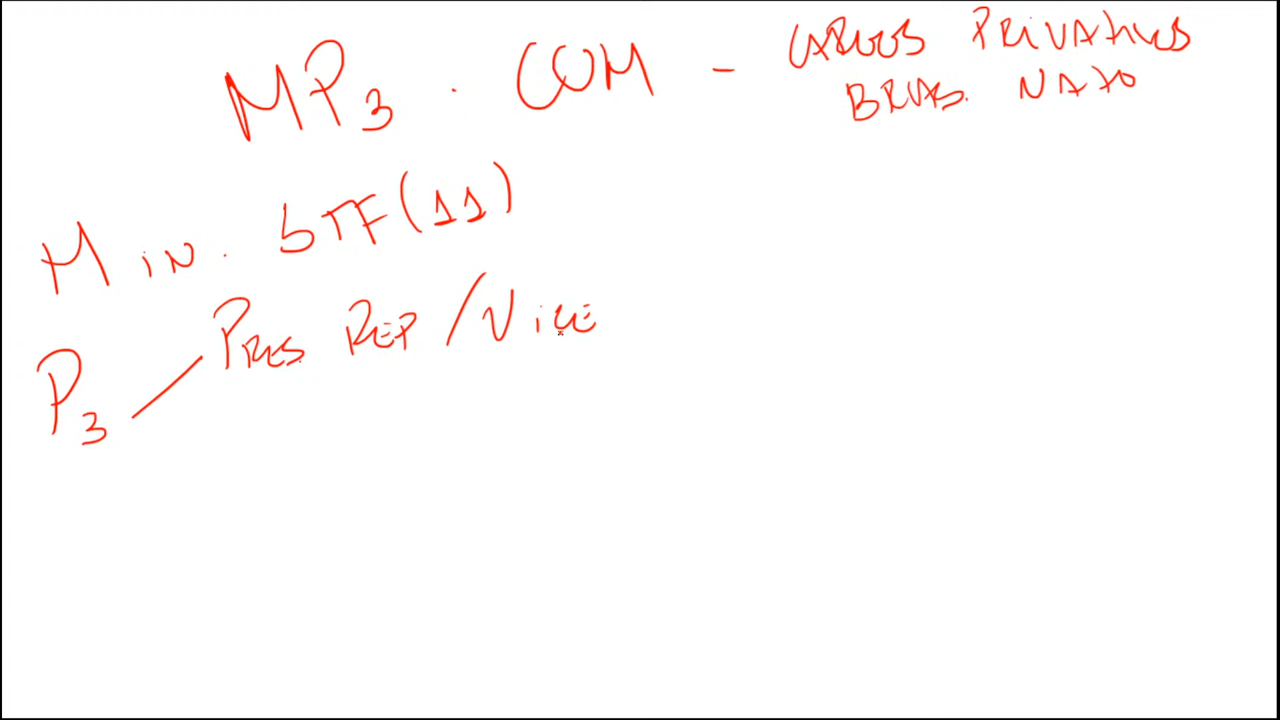 MP3.COM - CARGOS PRIVATIVOS
BRAS. NATO
Min. STF(11)
P3 PRES REP/VICE